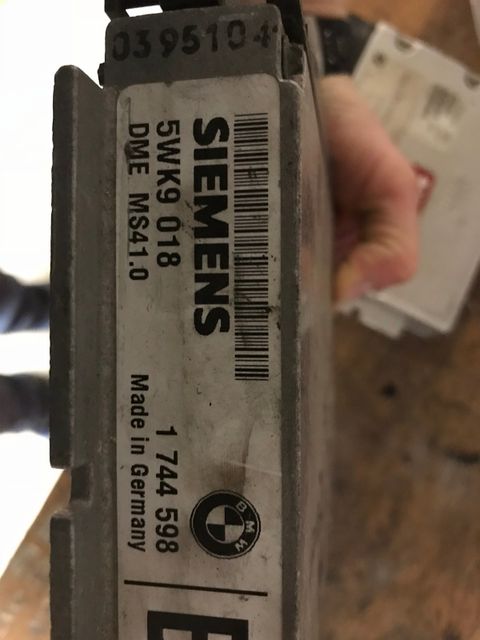 0395104
SIEMENS
5WK9 018
1 744 598
DME MS41.0
Made in Germany
BMW